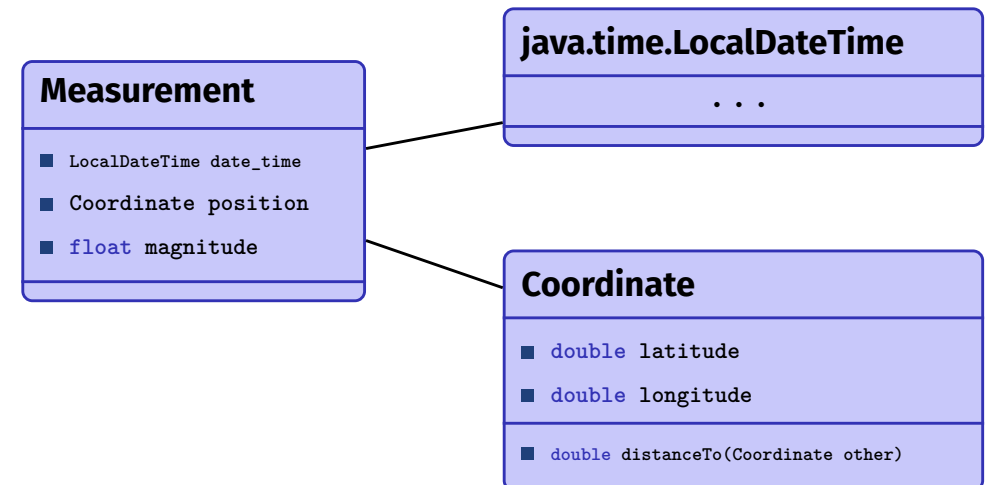 Measurement
LocalDateTime date_time
Coordinate position
float magnitude
java.time.LocalDateTime
. . .
Coordinate
double latitude
double longitude
double distanceTo(Coordinate other)